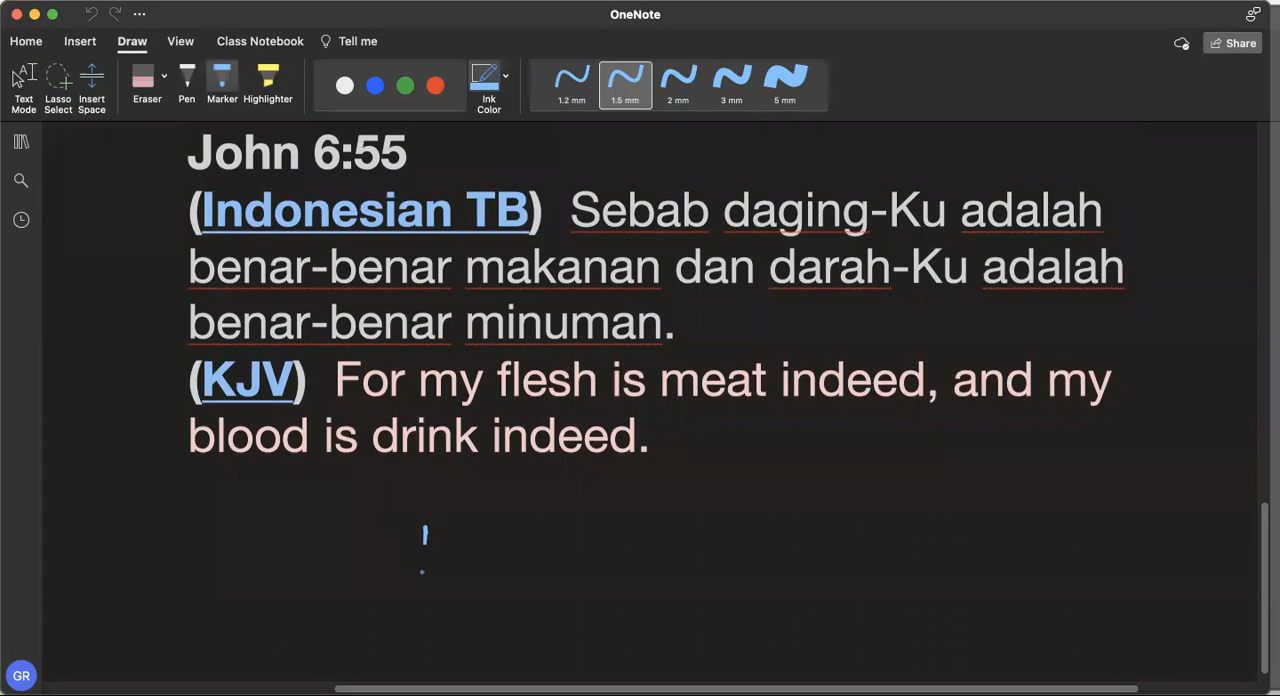 OneNote
Home Insert Draw View Class Notebook Tell me
Share
Text Mode
Lasso Select
Insert Space
Eraser
Pen
Marker
Highlighter
Ink Color
1.2 mm
1.5 mm
2 mm
3 mm
5 mm
John 6:55
(Indonesian TB) Sebab daging-Ku adalah
benar-benar makanan dan darah-Ku adalah
benar-benar minuman.
(KJV) For my flesh is meat indeed, and my
blood is drink indeed.
GR